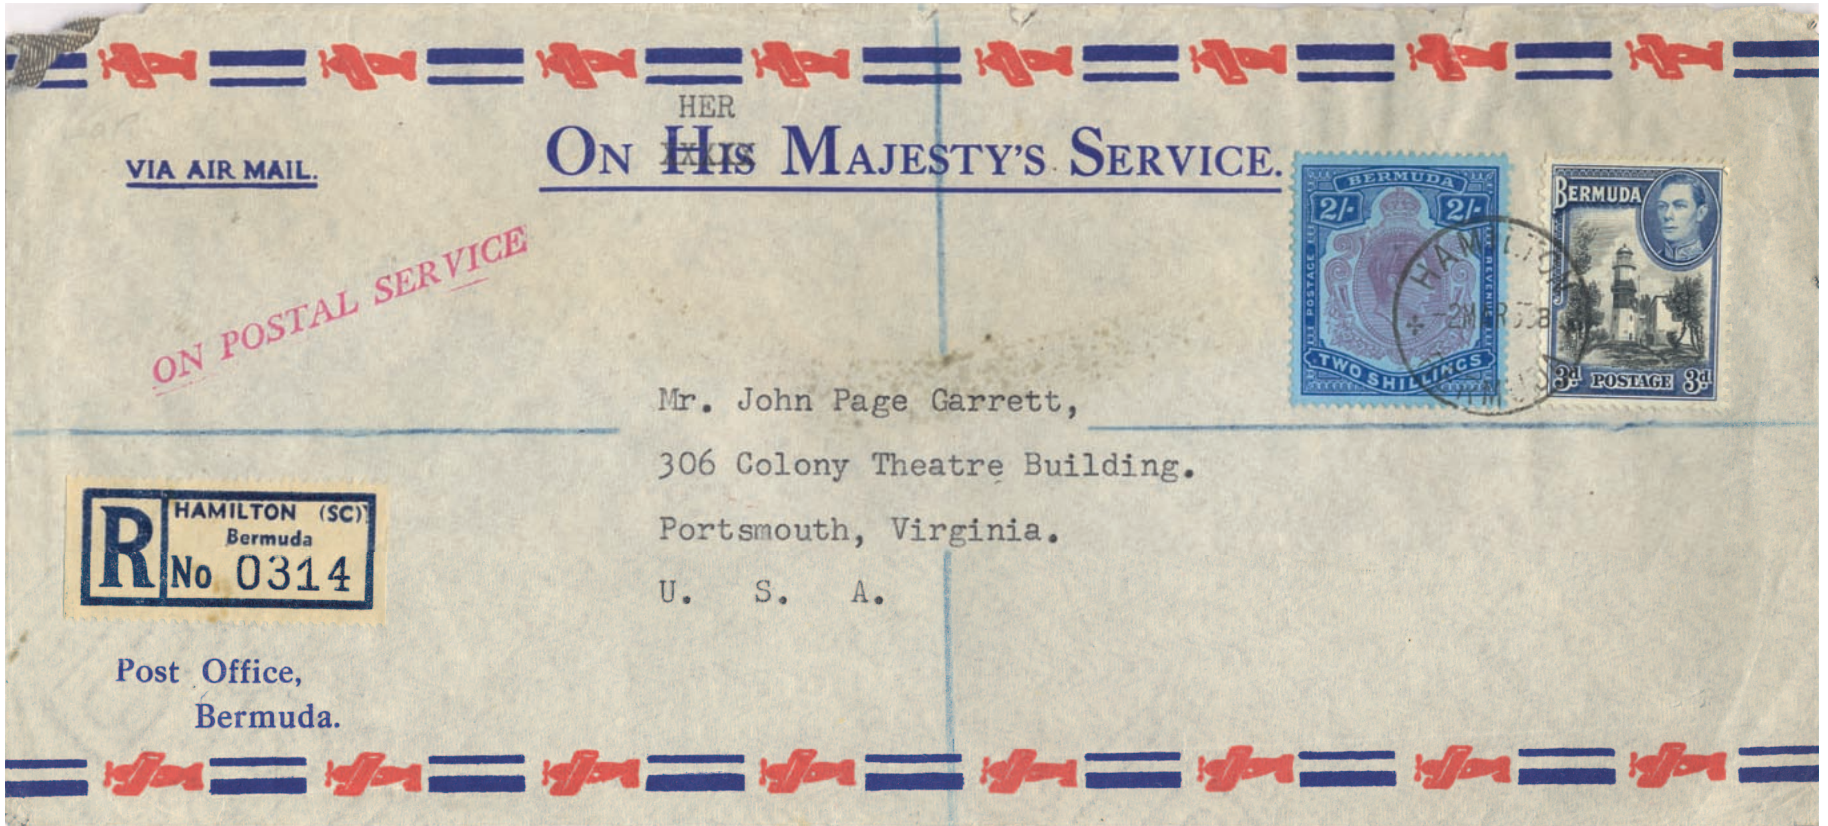 HER
ON HIS MAJESTY'S SERVICE.
VIA AIR MAIL.
ON POSTAL SERVICE
BERMUDA
2/- 2/-
POSTAGE
REVENUE
TWO SHILLINGS
BERMUDA
3d POSTAGE 3d
HAMILTON
Mr. John Page Garrett,
306 Colony Theatre Building.
Portsmouth, Virginia.
U. S. A.
R
HAMILTON (SC)
Bermuda
No 0314
Post Office,
Bermuda.